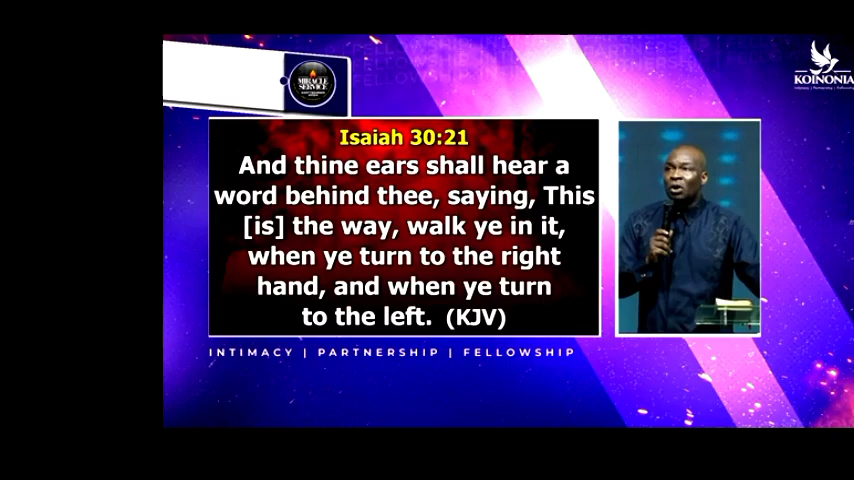 MIRACLE
SERVICE
KOINONIA
Isaiah 30:21
And thine ears shall hear a
word behind thee, saying, This
[is] the way, walk ye in it,
when ye turn to the right
hand, and when ye turn
to the left. (KJV)
INTIMACY | PARTNERSHIP | FELLOWSHIP